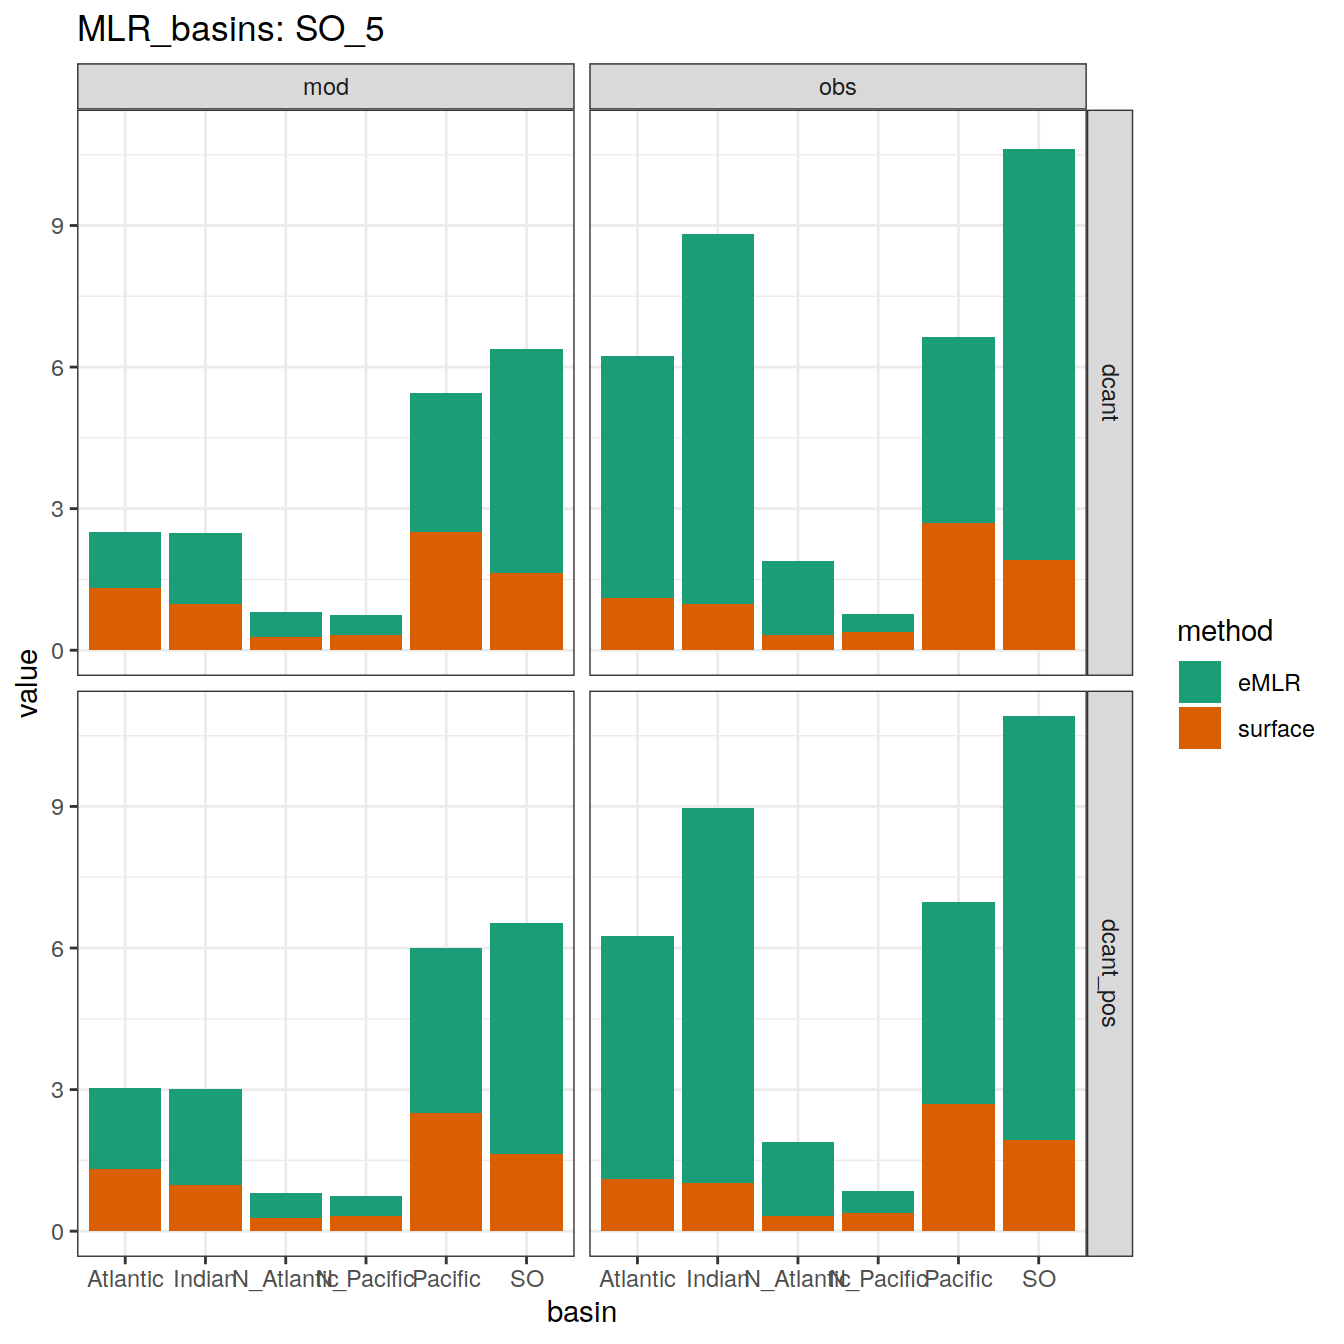 MLR_basins: SO_5
mod
obs
9
6
3
0
dcant
9
6
3
0
dcant_pos
value
Atlantic Indian N_Atlantic N_Pacific Pacific SO
Atlantic Indian N_Atlantic N_Pacific Pacific SO
basin
method
eMLR
surface